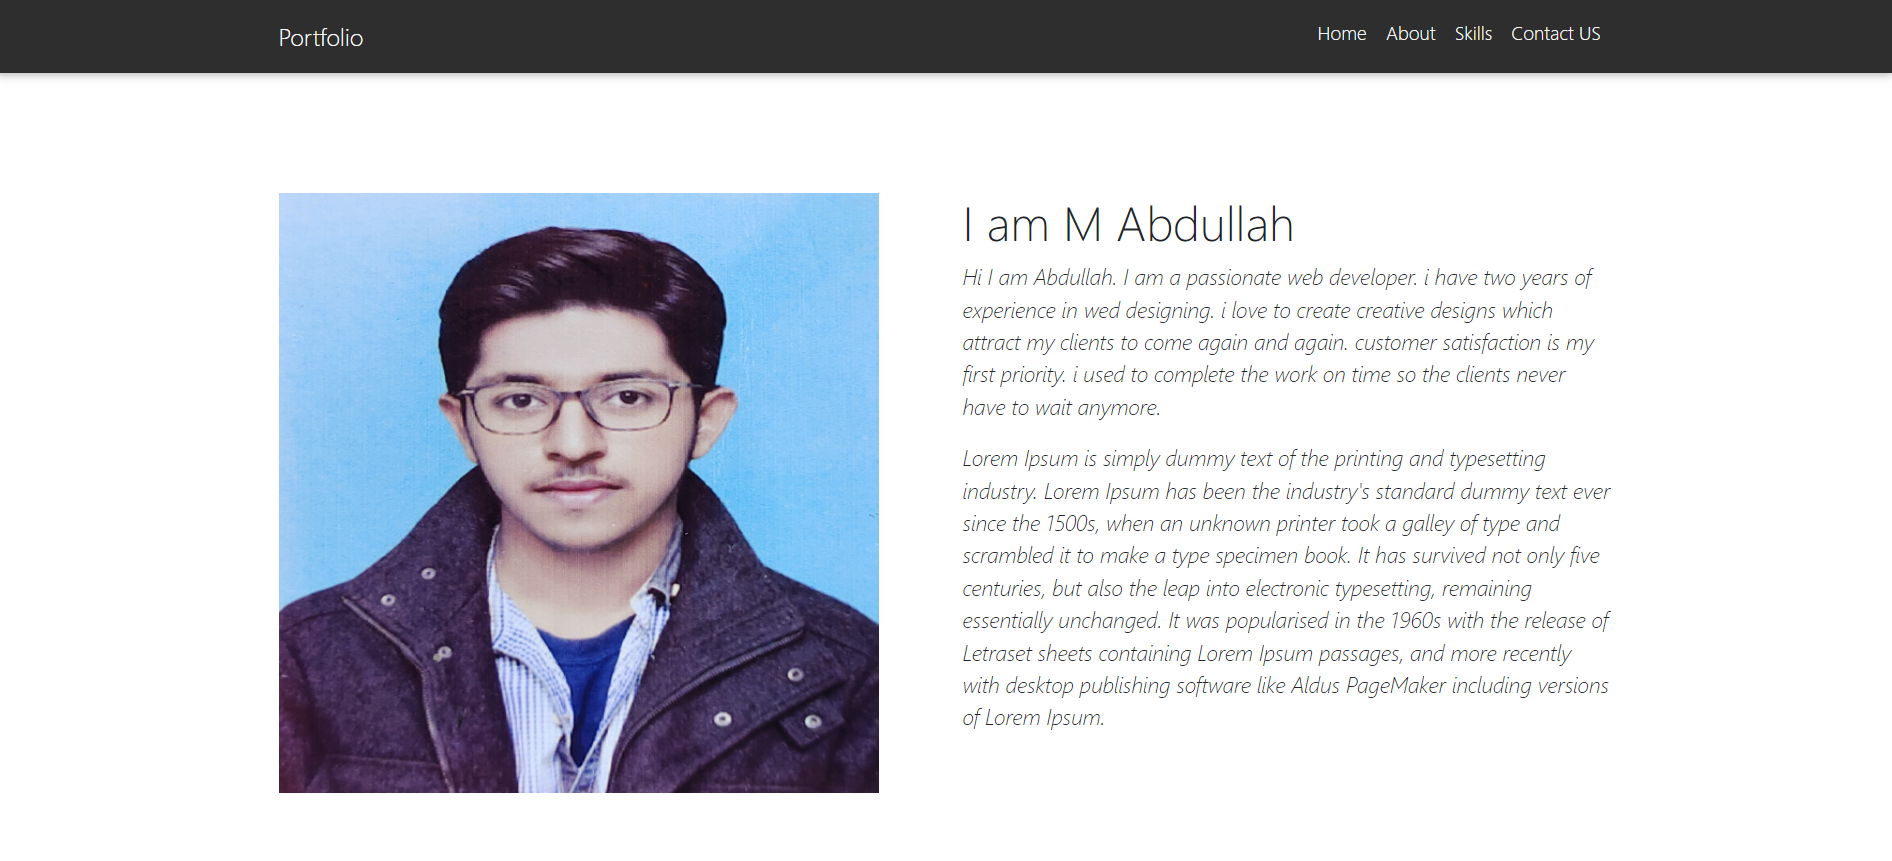 Portfolio
Home About Skills Contact US
I am M Abdullah
Hi I am Abdullah. I am a passionate web developer. i have two years of
experience in wed designing. i love to create creative designs which
attract my clients to come again and again. customer satisfaction is my
first priority. i used to complete the work on time so the clients never
have to wait anymore.
Lorem Ipsum is simply dummy text of the printing and typesetting
industry. Lorem Ipsum has been the industry's standard dummy text ever
since the 1500s, when an unknown printer took a galley of type and
scrambled it to make a type specimen book. It has survived not only five
centuries, but also the leap into electronic typesetting, remaining
essentially unchanged. It was popularised in the 1960s with the release of
Letraset sheets containing Lorem Ipsum passages, and more recently
with desktop publishing software like Aldus PageMaker including versions
of Lorem Ipsum.